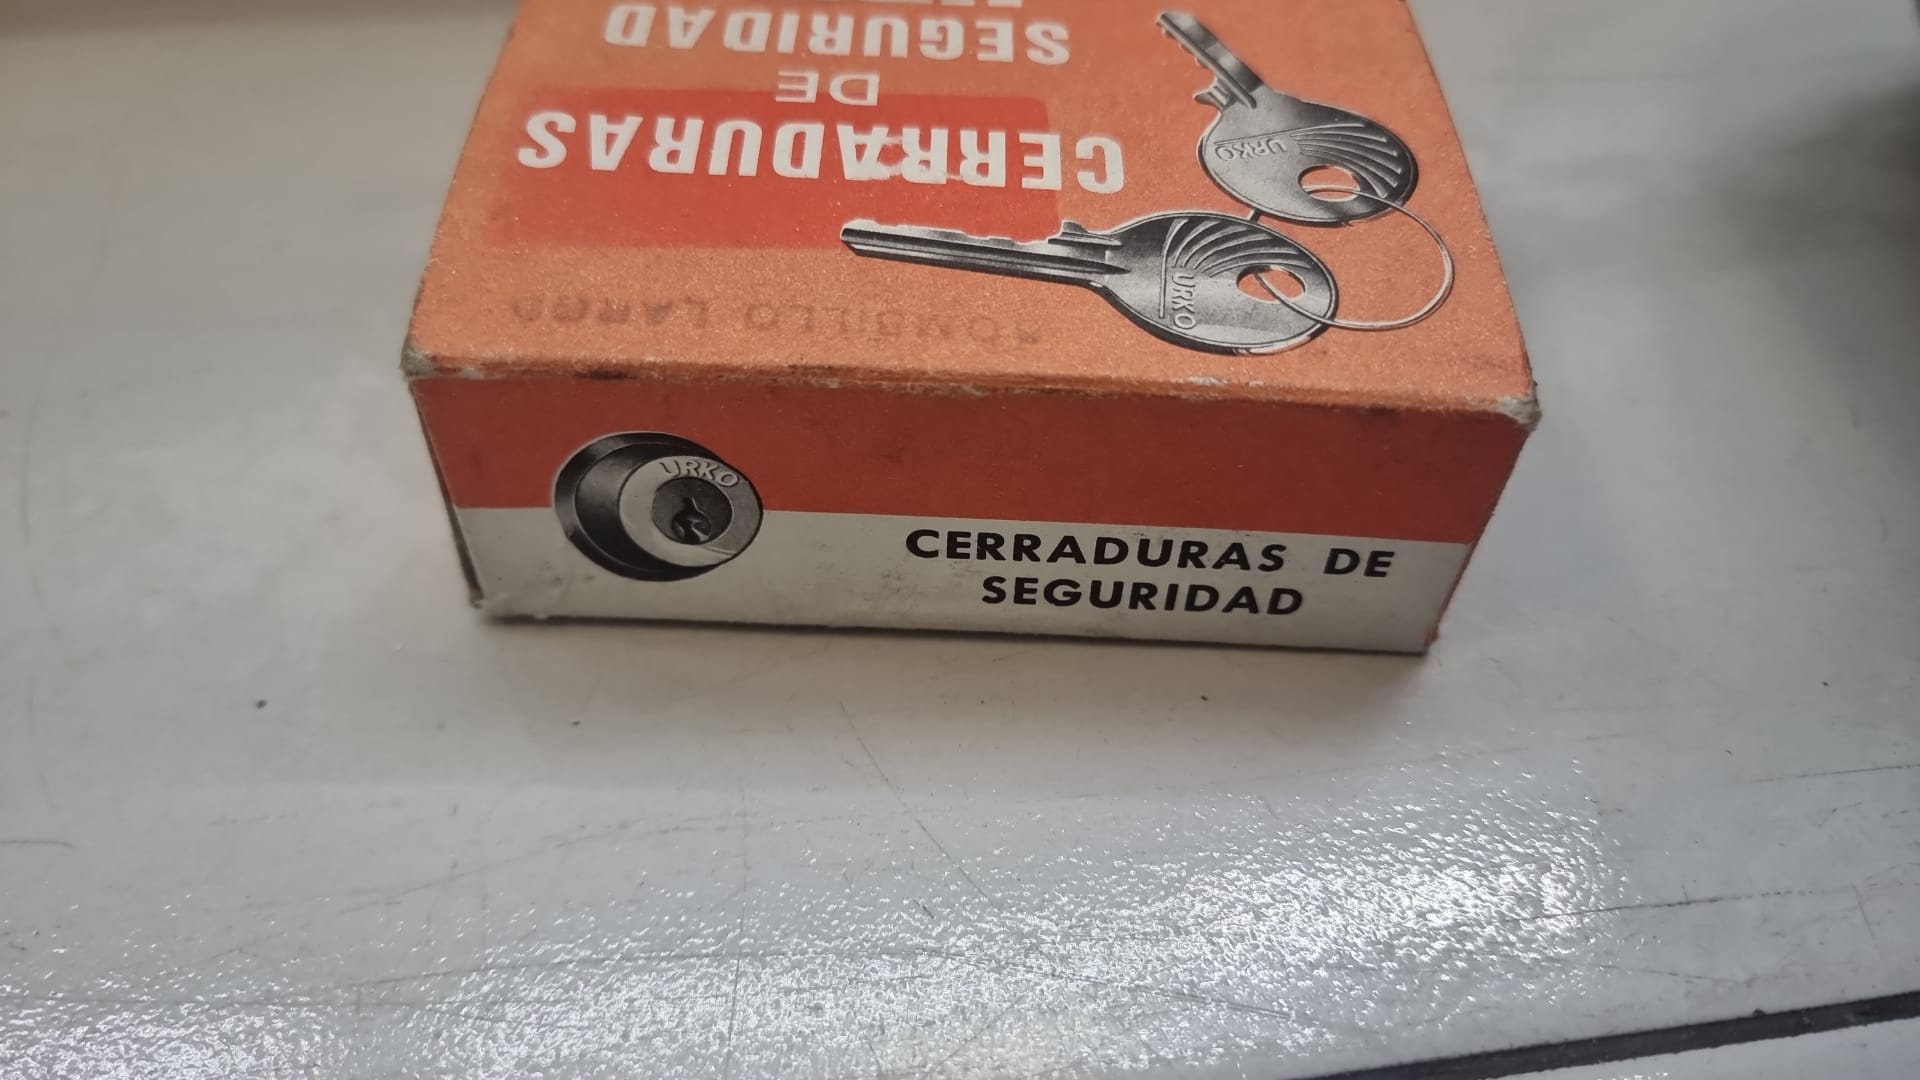 CERRADURAS
DE
SEGURIDAD
URKO
URKO
URKO
CERRADURAS DE
SEGURIDAD